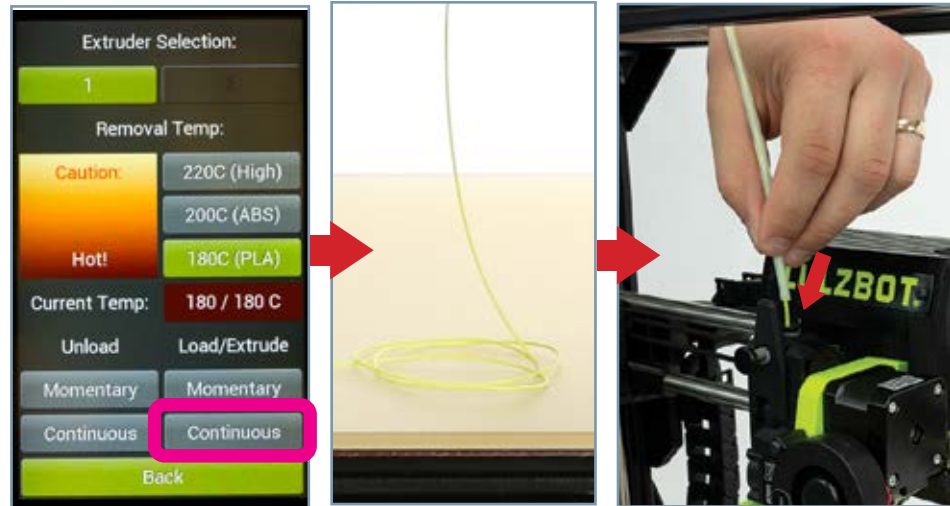 Extruder Selection:
1
Removal Temp:
Caution:
Hot!
220C (High)
200C (ABS)
180C (PLA)
Current Temp: 180 / 180 C
Unload Load/Extrude
Momentary Momentary
Continuous Continuous
Back
LULZBOT